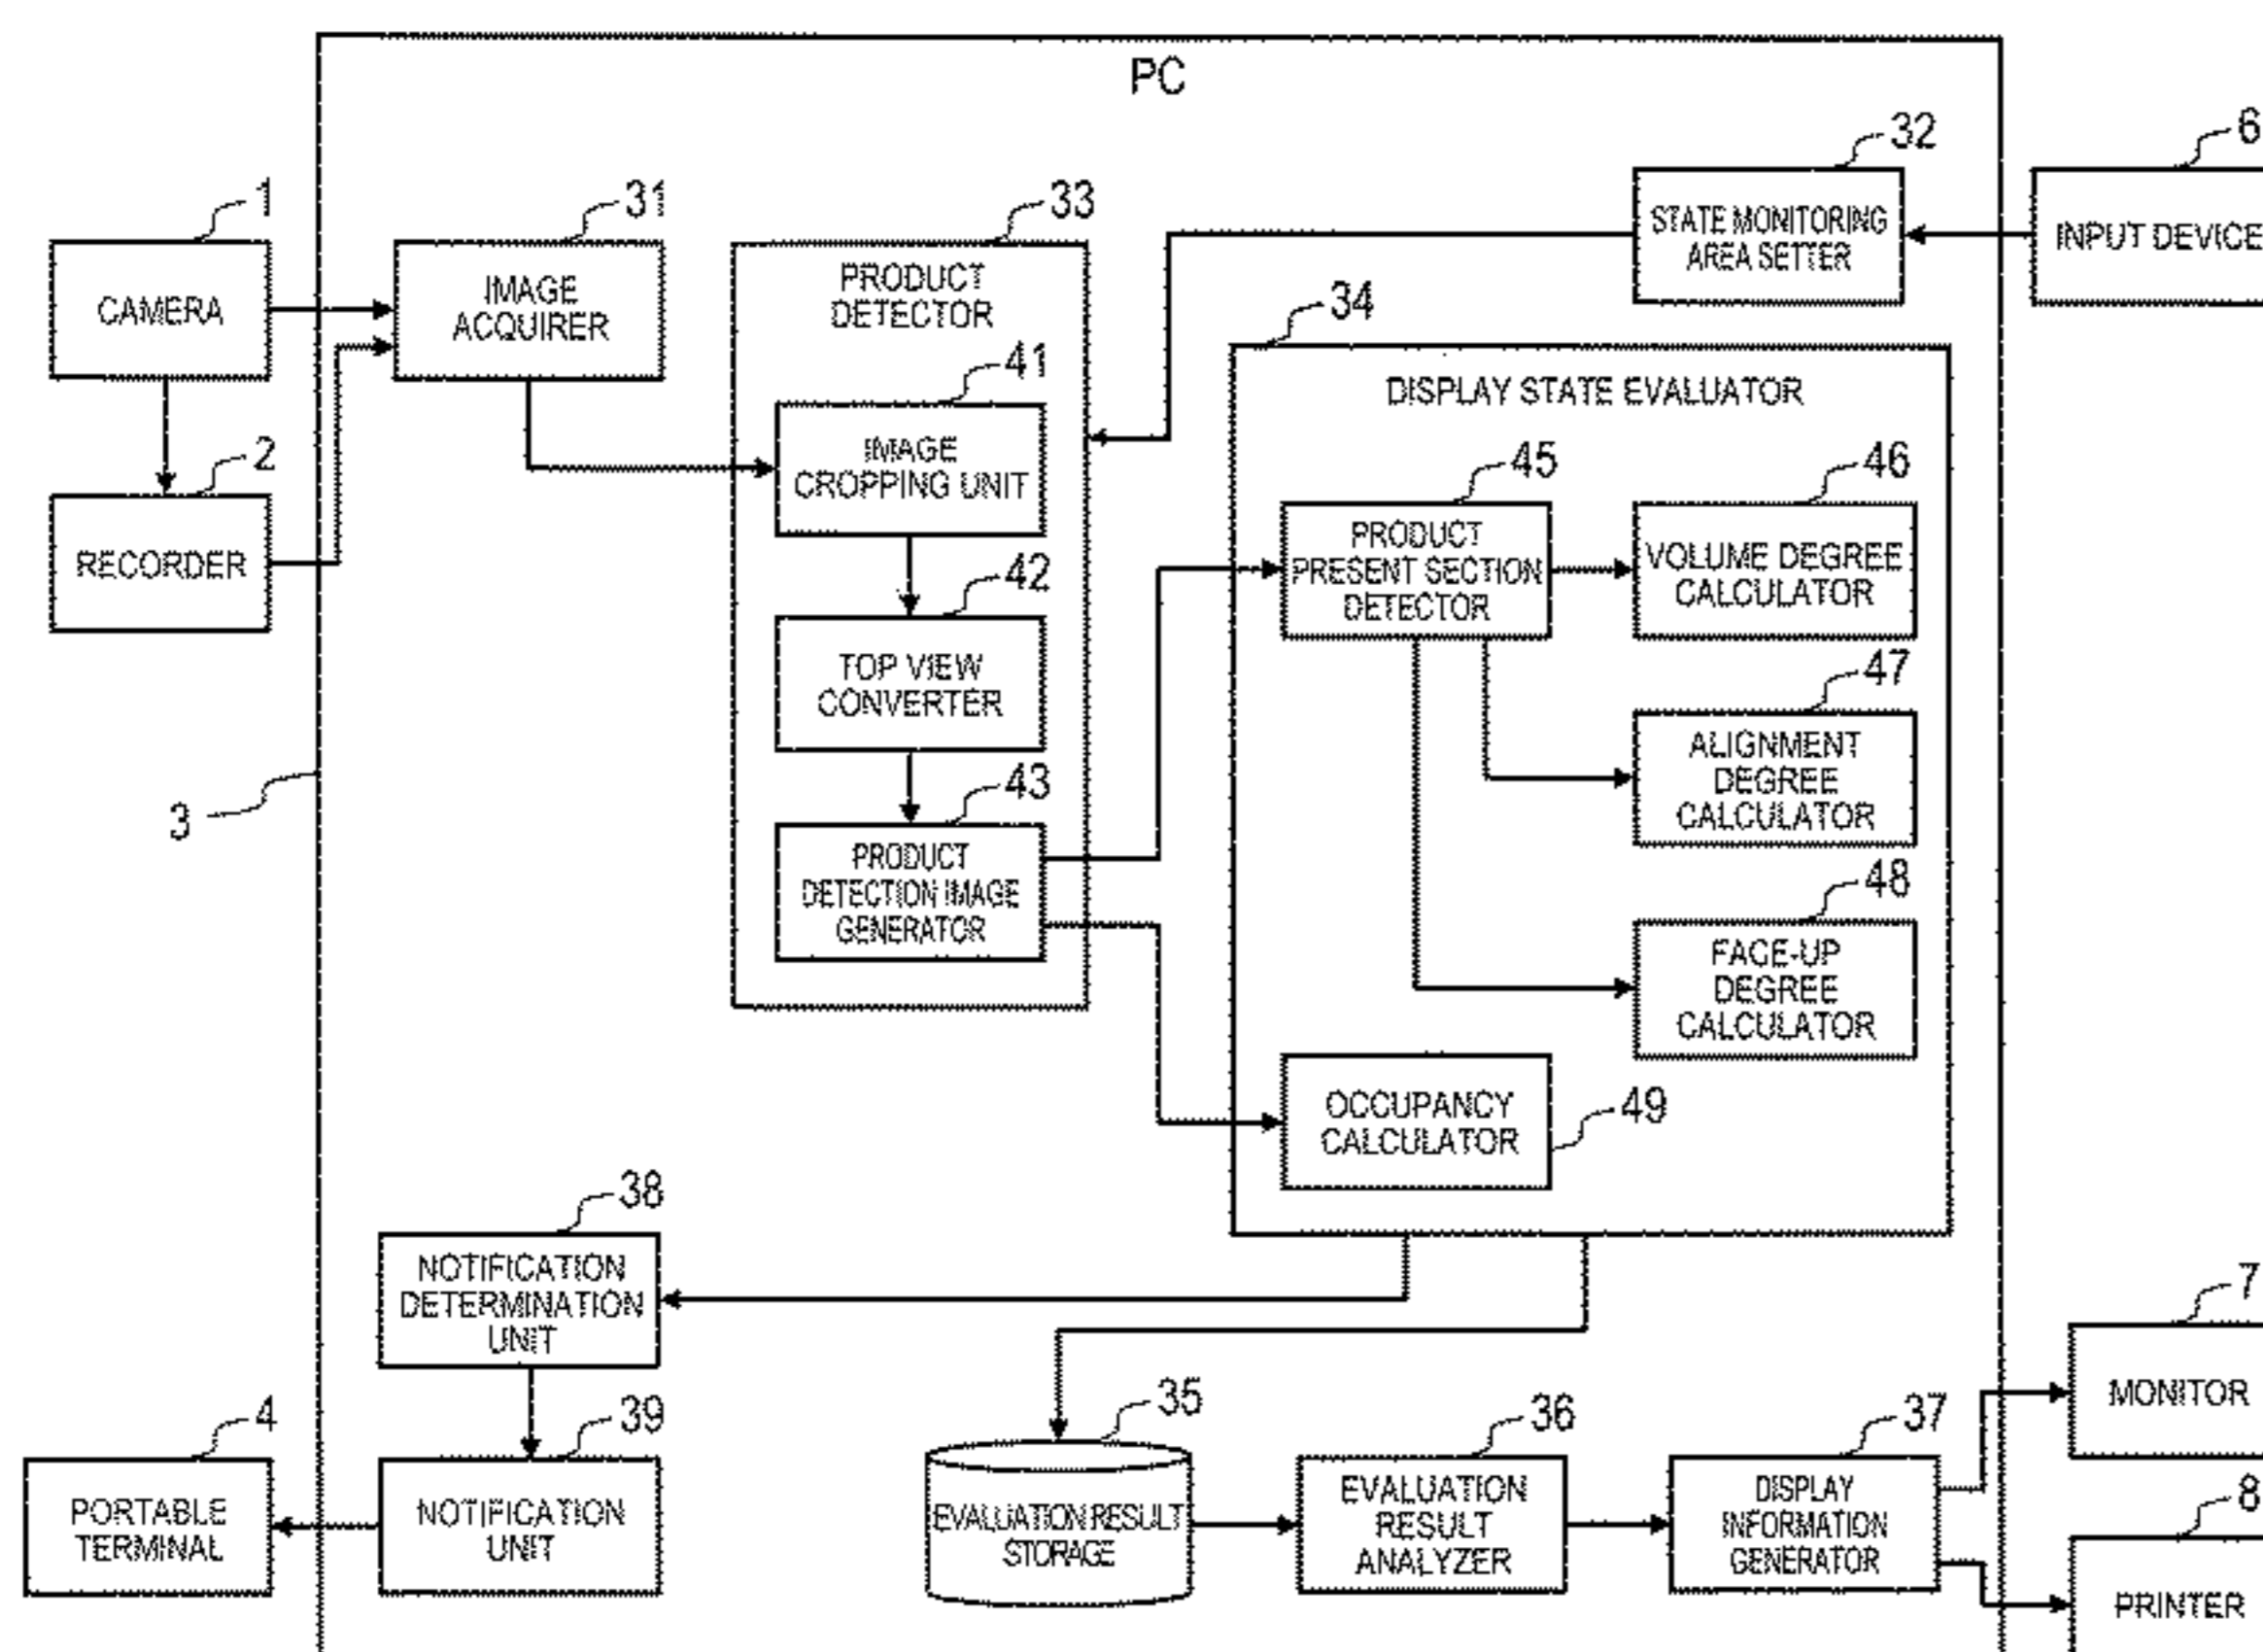 PC
32
6
1
31
33
STATE MONITORING
AREA SETTER
INPUT DEVICE
CAMERA
IMAGE
ACQUIRER
PRODUCT
DETECTOR
34
41
DISPLAY STATE EVALUATOR
2
IMAGE
CROPPING UNIT
45
46
RECORDER
PRODUCT
PRESENT SECTION
DETECTOR
VOLUME DEGREE
CALCULATOR
42
TOP VIEW
CONVERTER
47
ALIGNMENT
DEGREE
CALCULATOR
3
43
PRODUCT
DETECTION IMAGE
GENERATOR
48
FACE-UP
DEGREE
CALCULATOR
OCCUPANCY
CALCULATOR
49
38
NOTIFICATION
DETERMINATION
UNIT
7
MONITOR
4
39
35
36
37
PORTABLE
TERMINAL
NOTIFICATION
UNIT
EVALUATION RESULT
STORAGE
EVALUATION
RESULT
ANALYZER
DISPLAY
INFORMATION
GENERATOR
8
PRINTER